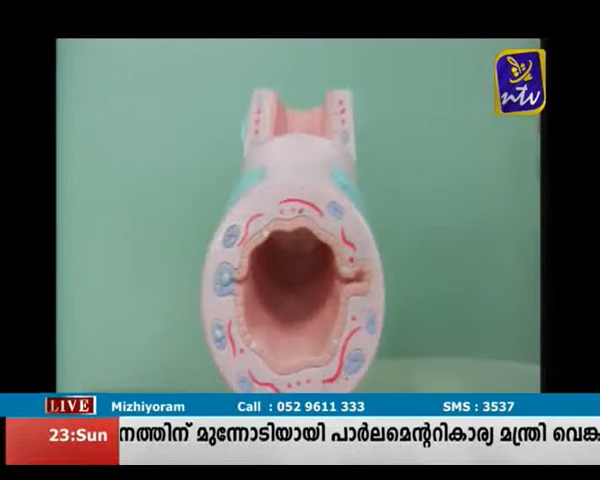 ntv
LIVE Mizhiyoram Call : 052 9611 333 SMS : 3537
23:Sun നത്തിന് മുന്നോടിയായി പാർലമെന്ററികാര്യ മന്ത്രി വെങ്ക